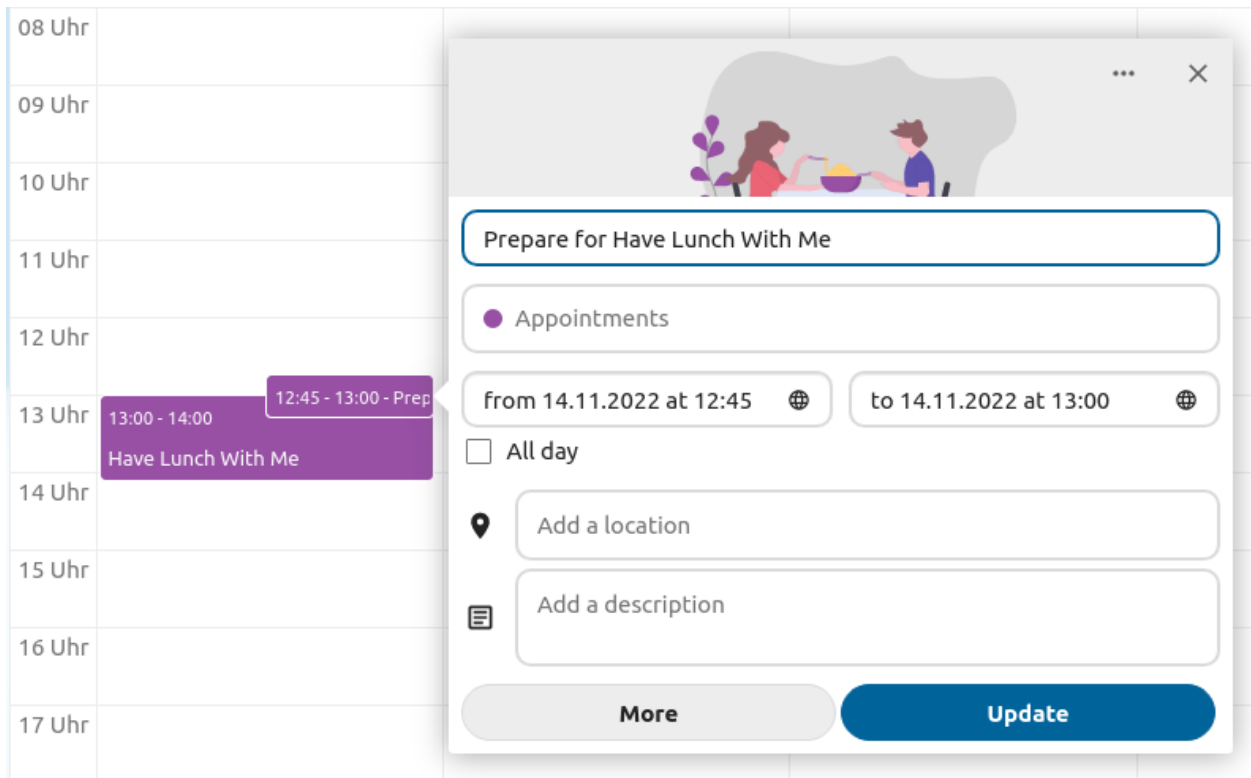 08 Uhr
09 Uhr
10 Uhr
11 Uhr
12 Uhr
13 Uhr
14 Uhr
15 Uhr
16 Uhr
17 Uhr
12:45 - 13:00 - Prep
13:00 - 14:00
Have Lunch With Me
Prepare for Have Lunch With Me
Appointments
from 14.11.2022 at 12:45
to 14.11.2022 at 13:00
All day
Add a location
Add a description
More
Update